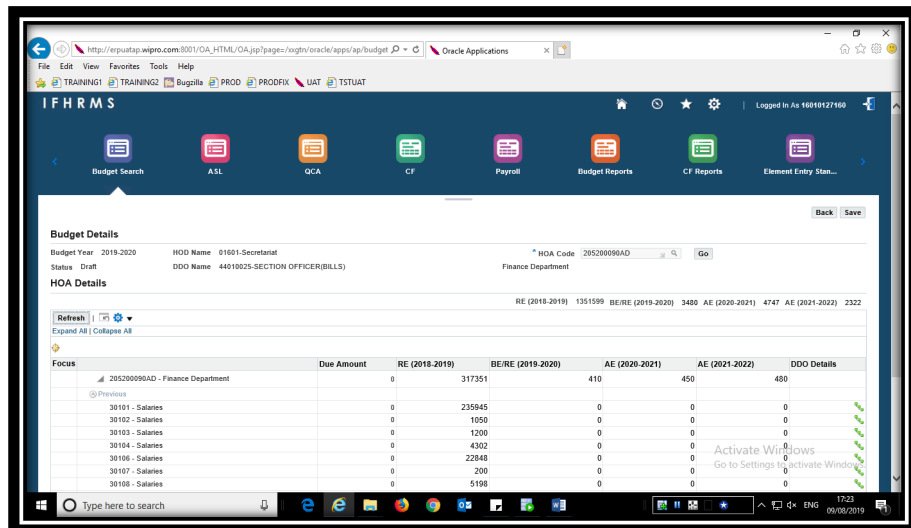 http://erpuatap.wipro.com:8001/OA_HTML/OA.jsp?page=/xxgtn/oracle/apps/ap/budget
Oracle Applications
File Edit View Favorites Tools Help
TRAINING1 TRAINING2 Bugzilla PROD PRODFIX UAT TSTUAT
IFHRMS
Logged In As 16010127160
Budget Search ASL QCA CF Payroll Budget Reports CF Reports Element Entry Stan...
Back Save
Budget Details
Budget Year 2019-2020 HOD Name 01601-Secretariat * HOA Code 205200090AD Go
Status Draft DDO Name 44010025-SECTION OFFICER(BILLS) Finance Department
HOA Details
RE (2018-2019) 1351599 BE/RE (2019-2020) 3480 AE (2020-2021) 4747 AE (2021-2022) 2322
Refresh
Expand All | Collapse All
Focus Due Amount RE (2018-2019) BE/RE (2019-2020) AE (2020-2021) AE (2021-2022) DDO Details
205200090AD - Finance Department 0 317351 410 450 480
Previous
30101 - Salaries 0 235945 0 0 0
30102 - Salaries 0 1050 0 0 0
30103 - Salaries 0 1200 0 0 0
30104 - Salaries 0 4302 0 0 0
30106 - Salaries 0 22848 0 0 0
30107 - Salaries 0 200 0 0 0
30108 - Salaries 0 5198 0 0 0
Activate Windows
Go to Settings to activate Windows.
Type here to search
ENG
17:23
09/08/2019